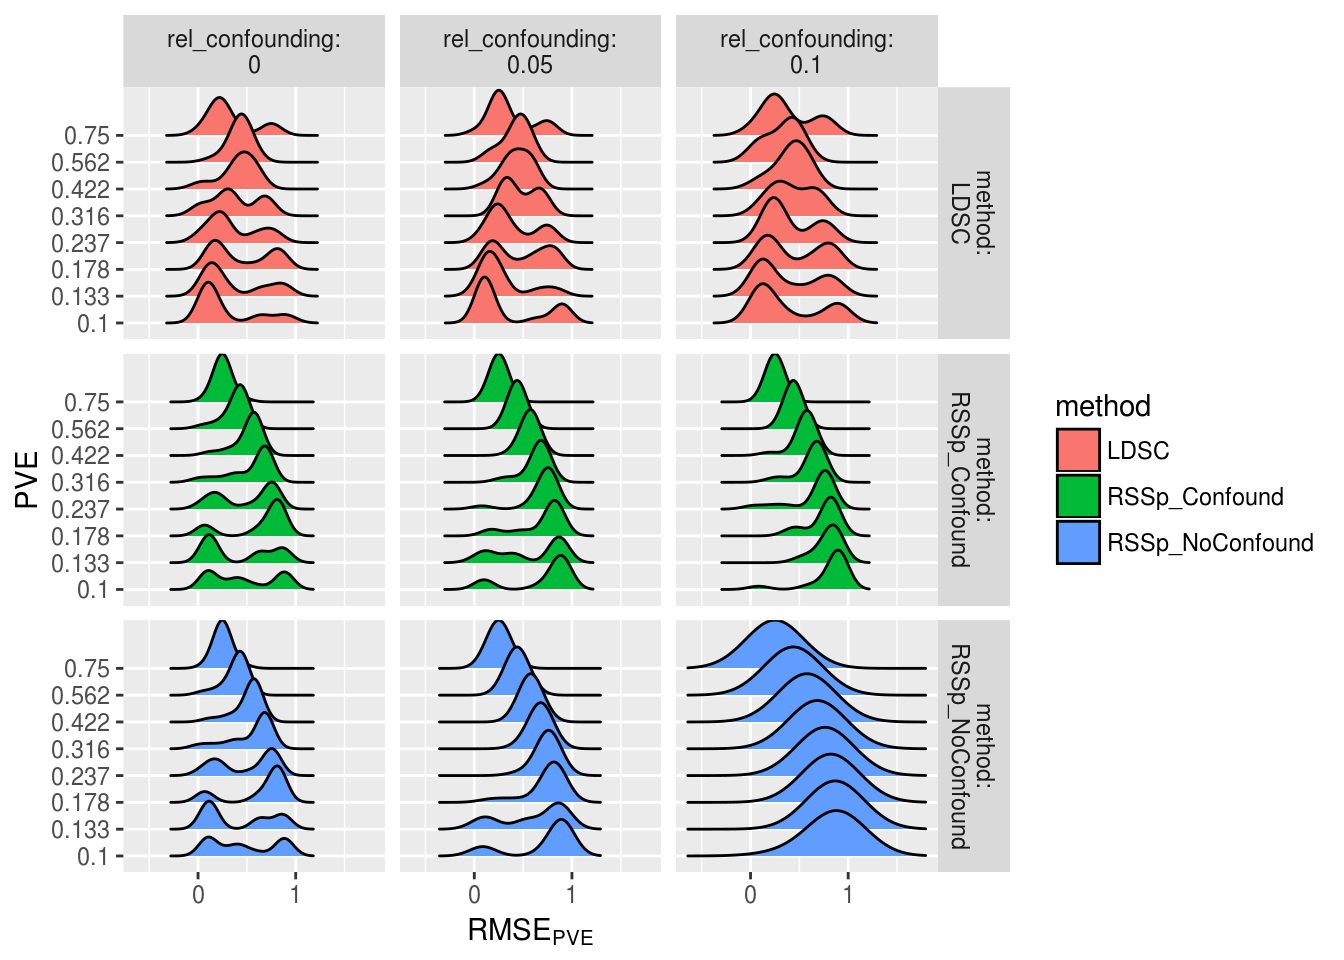 rel_confounding:
0
rel_confounding:
0.05
rel_confounding:
0.1
PVE
0.75
0.562
0.422
0.316
0.237
0.178
0.133
0.1
method:
LDSC
0.75
0.562
0.422
0.316
0.237
0.178
0.133
0.1
method:
RSSp_Confound
0.75
0.562
0.422
0.316
0.237
0.178
0.133
0.1
method:
RSSp_NoConfound
0 1
0 1
0 1
RMSE_PVE
method
LDSC
RSSp_Confound
RSSp_NoConfound